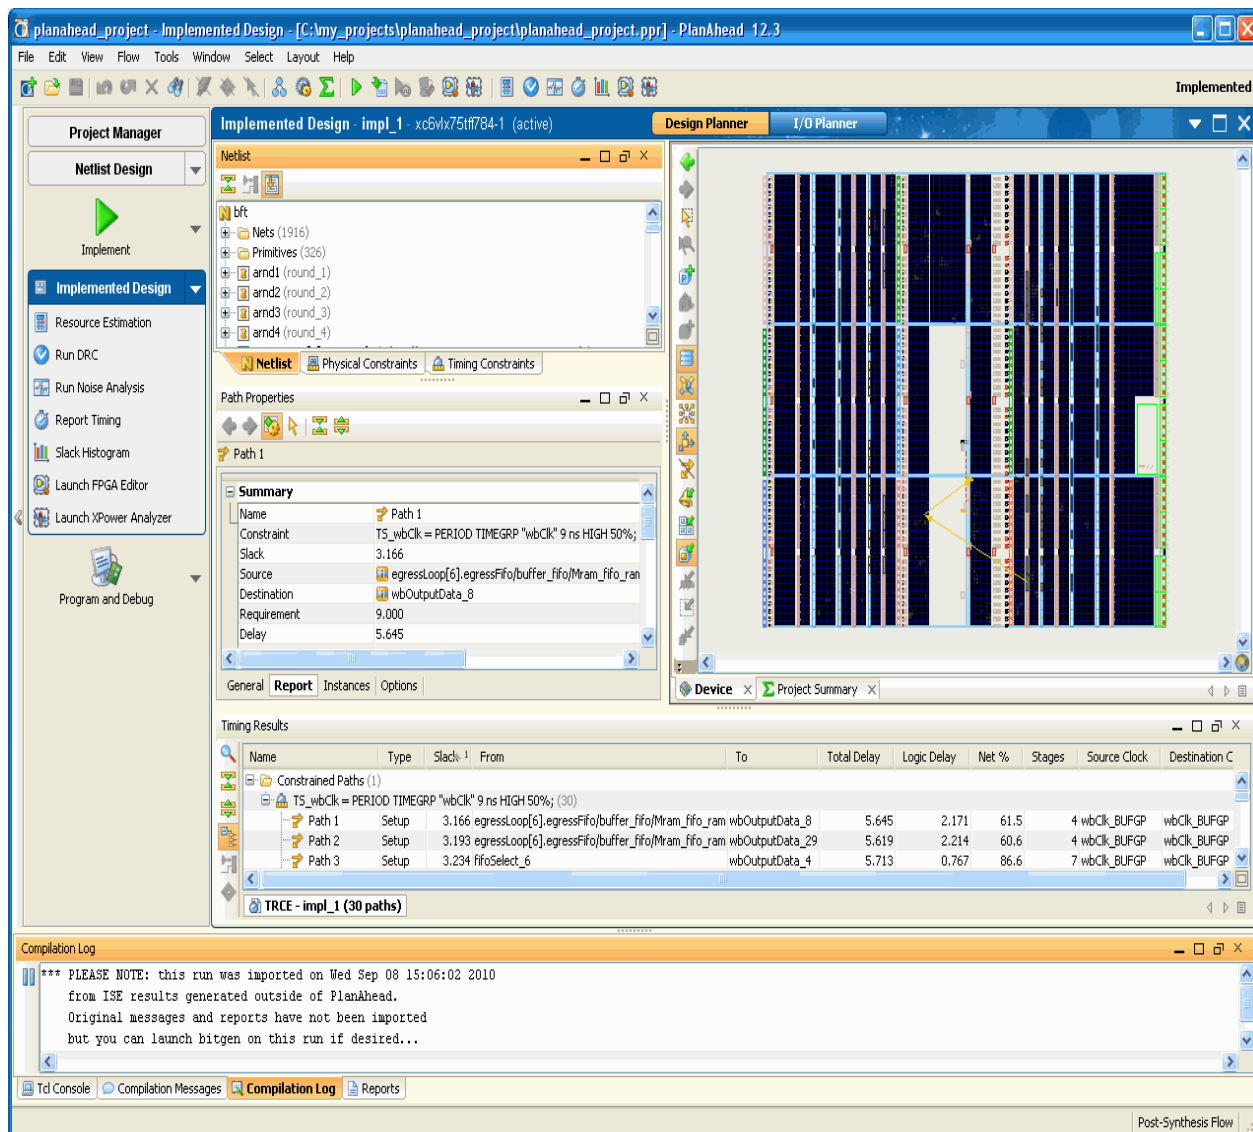 planahead_project - Implemented Design - [C:\my_projects\planahead_project\planahead_project.ppr] - PlanAhead 12.3
File Edit View Flow Tools Window Select Layout Help
Implemented
Project Manager
Netlist Design
Implement
Implemented Design
Resource Estimation
Run DRC
Run Noise Analysis
Report Timing
Slack Histogram
Launch FPGA Editor
Launch XPower Analyzer
Program and Debug
Implemented Design - impl_1 - xc6vlx75tff784-1 (active)
Design Planner I/O Planner
Netlist
bft
Nets (1916)
Primitives (326)
arnd1 (round_1)
arnd2 (round_2)
arnd3 (round_3)
arnd4 (round_4)
Netlist Physical Constraints Timing Constraints
Path Properties
Path 1
Summary
Name Path 1
Constraint TS_wbClk = PERIOD TIMEGRP "wbClk" 9 ns HIGH 50%;
Slack 3.166
Source egressLoop[6].egressFifo/buffer_fifo/Mram_fifo_ran
Destination wbOutputData_8
Requirement 9.000
Delay 5.645
General Report Instances Options
Device Project Summary
Timing Results
Name Type Slack 1 From To Total Delay Logic Delay Net % Stages Source Clock Destination C
Constrained Paths (1)
TS_wbClk = PERIOD TIMEGRP "wbClk" 9 ns HIGH 50%; (30)
Path 1 Setup 3.166 egressLoop[6].egressFifo/buffer_fifo/Mram_fifo_ram wbOutputData_8 5.645 2.171 61.5 4 wbClk_BUFGP wbClk_BUFGP
Path 2 Setup 3.193 egressLoop[6].egressFifo/buffer_fifo/Mram_fifo_ram wbOutputData_29 5.619 2.214 60.6 4 wbClk_BUFGP wbClk_BUFGP
Path 3 Setup 3.234 fifoSelect_6 wbOutputData_4 5.713 0.767 86.6 7 wbClk_BUFGP wbClk_BUFGP
TRCE - impl_1 (30 paths)
Compilation Log
*** PLEASE NOTE: this run was imported on Wed Sep 08 15:06:02 2010
from ISE results generated outside of PlanAhead.
Original messages and reports have not been imported
but you can launch bitgen on this run if desired...
Tcl Console Compilation Messages Compilation Log Reports
Post-Synthesis Flow